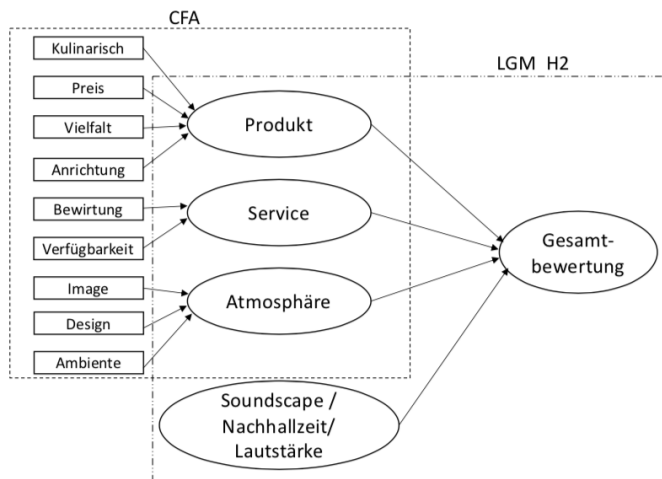 CFA
LGM H2
Kulinarisch
Preis
Vielfalt
Anrichtung
Bewirtung
Verfügbarkeit
Image
Design
Ambiente
Produkt
Service
Atmosphäre
Soundscape /
Nachhallzeit/
Lautstärke
Gesamt-
bewertung